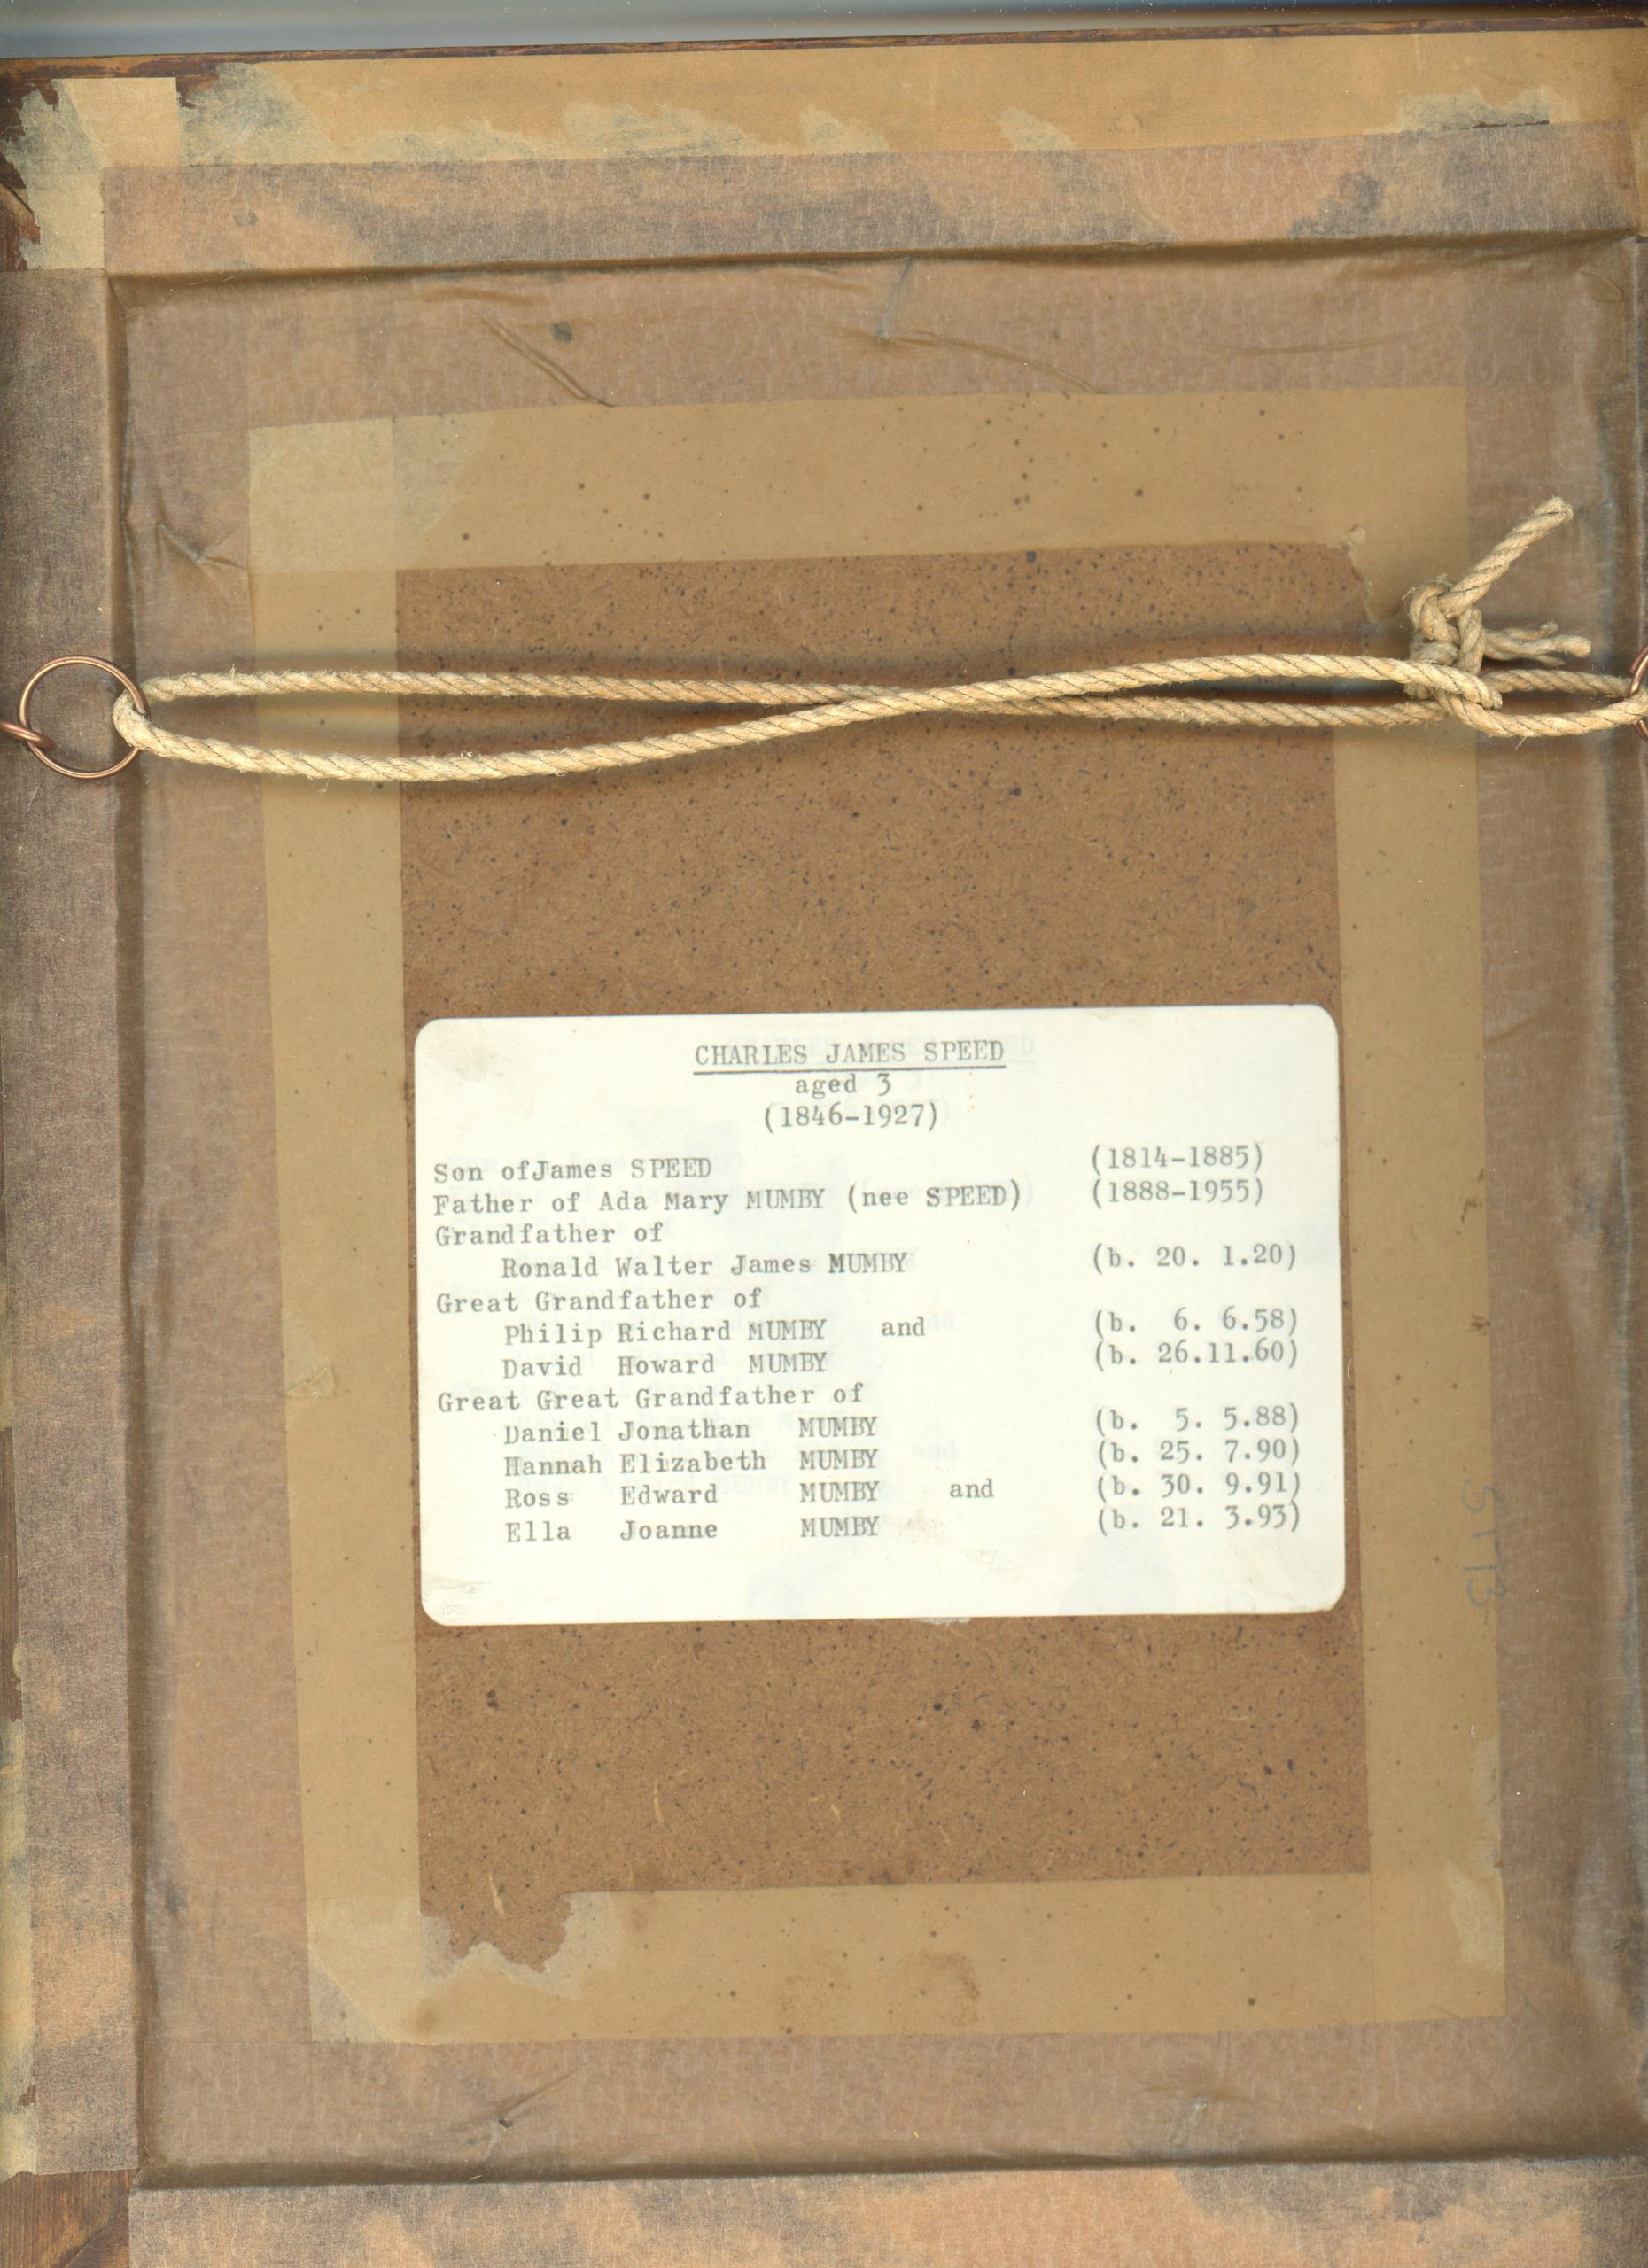 CHARLES JAMES SPEED
aged 3
(1846-1927)
Son ofJames SPEED (1814-1885)
Father of Ada Mary MUMBY (nee SPEED) (1888-1955)
Grandfather of
Ronald Walter James MUMBY (b. 20. 1.20)
Great Grandfather of
Philip Richard MUMBY and (b. 6. 6.58)
David Howard MUMBY (b. 26.11.60)
Great Great Grandfather of
Daniel Jonathan MUMBY (b. 5. 5.88)
Hannah Elizabeth MUMBY (b. 25. 7.90)
Ross Edward MUMBY and (b. 30. 9.91)
Ella Joanne MUMBY (b. 21. 3.93)